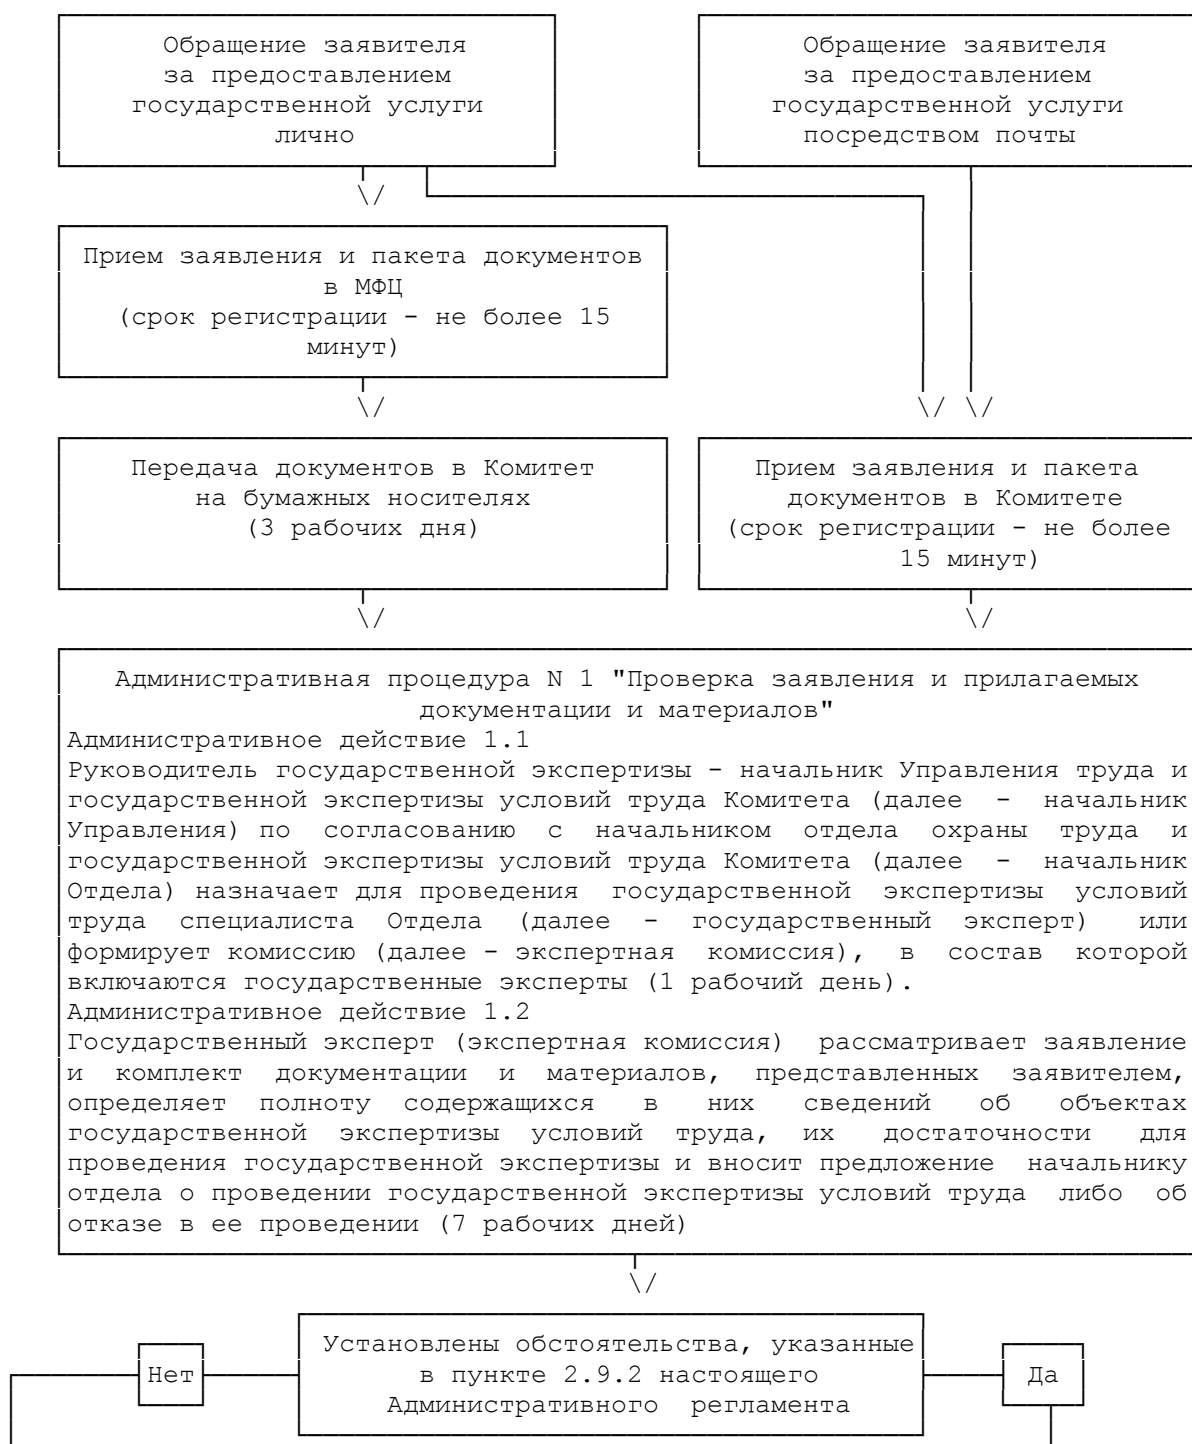 Обращение заявителя
за предоставлением
государственной услуги
лично
Обращение заявителя
за предоставлением
государственной услуги
посредством почты
\/
Прием заявления и пакета документов
в МФЦ
(срок регистрации - не более 15
минут)
\/
\/ \/
Передача документов в Комитет
на бумажных носителях
(3 рабочих дня)
Прием заявления и пакета
документов в Комитете
(срок регистрации - не более
15 минут)
\/
\/
Административная процедура N 1 "Проверка заявления и прилагаемых
документации и материалов"
Административное действие 1.1
Руководитель государственной экспертизы - начальник Управления труда и
государственной экспертизы условий труда Комитета (далее - начальник
Управления) по согласованию с начальником отдела охраны труда и
государственной экспертизы условий труда Комитета (далее - начальник
Отдела) назначает для проведения государственной экспертизы условий
труда специалиста Отдела (далее - государственный эксперт) или
формирует комиссию (далее - экспертная комиссия), в состав которой
включаются государственные эксперты (1 рабочий день).
Административное действие 1.2
Государственный эксперт (экспертная комиссия) рассматривает заявление
и комплект документации и материалов, представленных заявителем,
определяет полноту содержащихся в них сведений об объектах
государственной экспертизы условий труда, их достаточности для
проведения государственной экспертизы и вносит предложение начальнику
отдела о проведении государственной экспертизы условий труда либо об
отказе в ее проведении (7 рабочих дней)
\/
Установлены обстоятельства, указанные
в пункте 2.9.2 настоящего
Административного регламента
Нет
Да